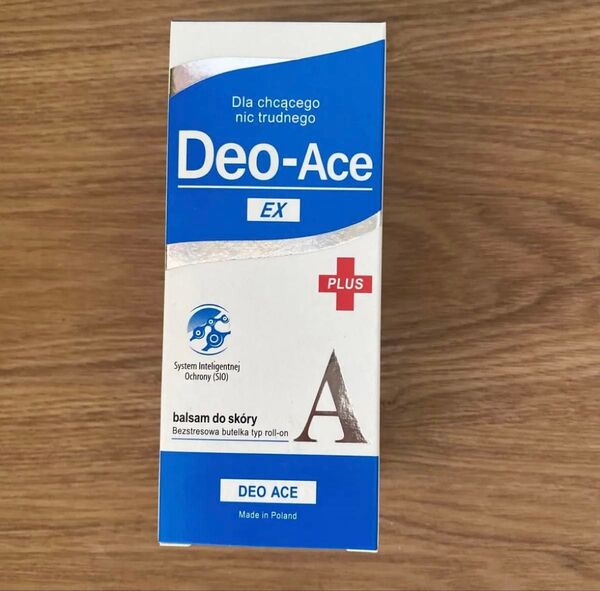 Dla chcącego
nic trudnego
Deo-Ace
EX
PLUS
System Inteligentnej
Ochrony (SIO)
A
balsam do skóry
Bezstresowa butelka typ roll-on
DEO ACE
Made in Poland